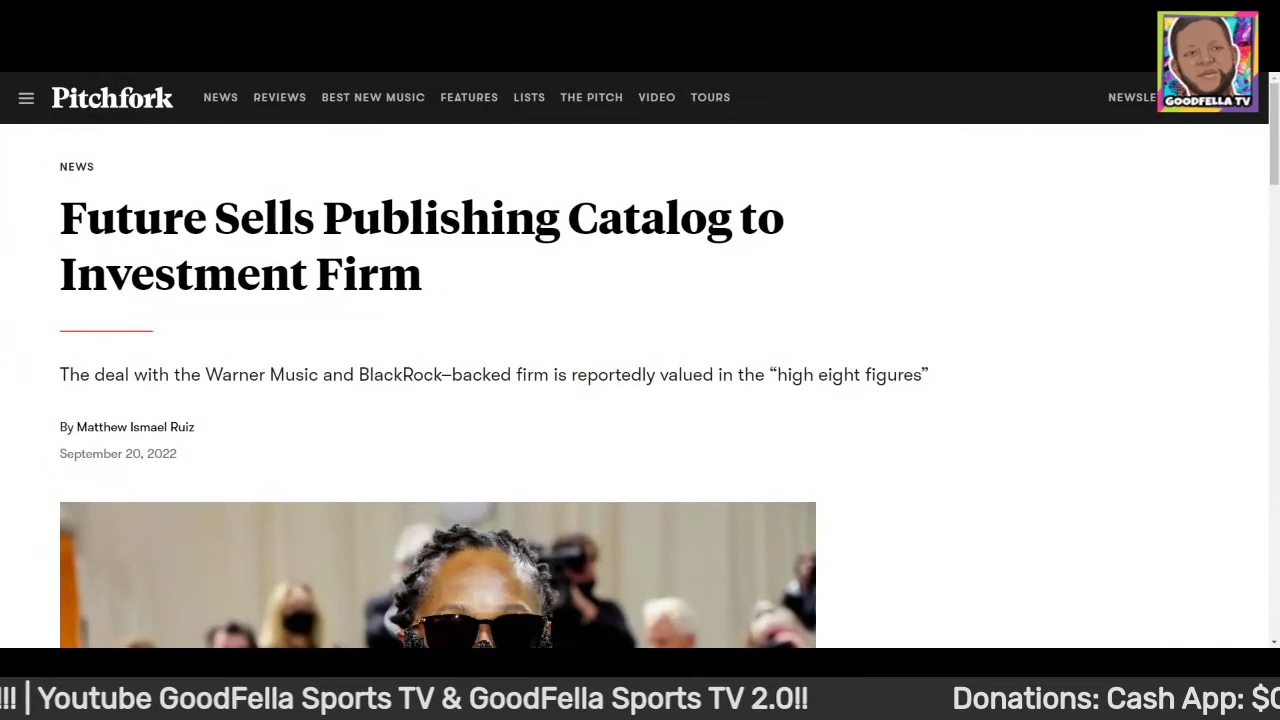 Pitchfork
NEWS REVIEWS BEST NEW MUSIC FEATURES LISTS THE PITCH VIDEO TOURS
GOODFELLA TV
NEWS
Future Sells Publishing Catalog to
Investment Firm
The deal with the Warner Music and BlackRock–backed firm is reportedly valued in the “high eight figures”
By Matthew Ismael Ruiz
September 20, 2022
!!! | Youtube GoodFella Sports TV & GoodFella Sports TV 2.0!! Donations: Cash App: